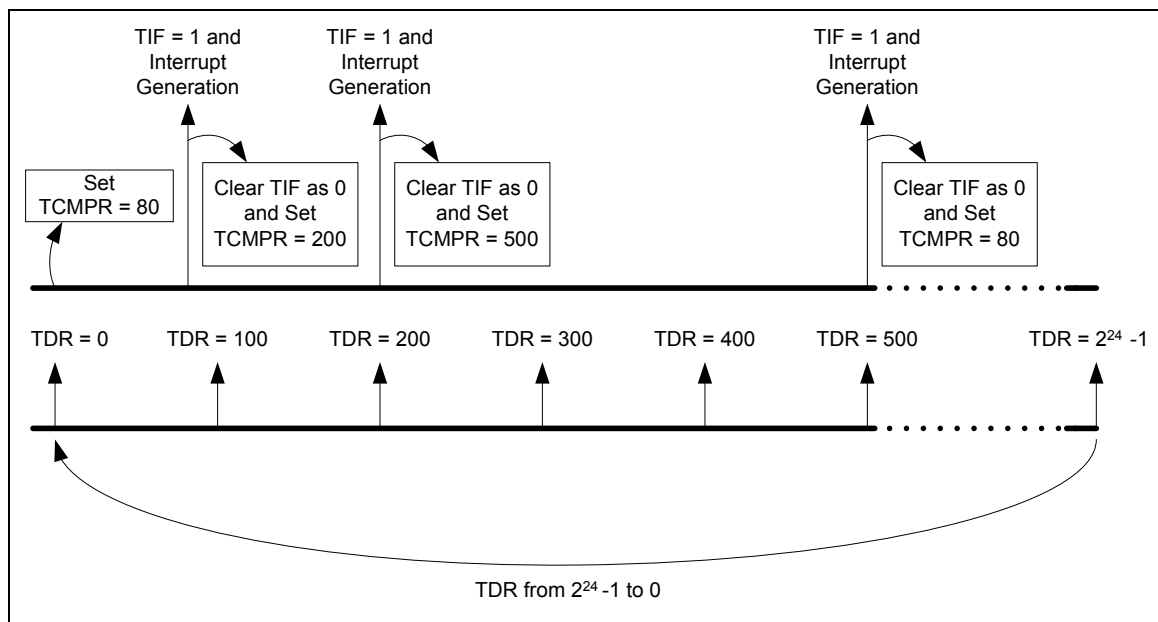 TIF = 1 and
Interrupt
Generation
TIF = 1 and
Interrupt
Generation
TIF = 1 and
Interrupt
Generation
Set
TCMPR = 80
Clear TIF as 0
and Set
TCMPR = 200
Clear TIF as 0
and Set
TCMPR = 500
Clear TIF as 0
and Set
TCMPR = 80
TDR = 0
TDR = 100
TDR = 200
TDR = 300
TDR = 400
TDR = 500
TDR = 2²⁴ -1
TDR from 2²⁴ -1 to 0